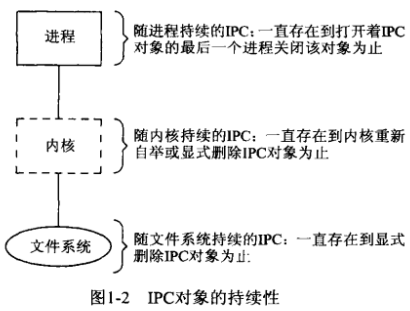 进程
随进程持续的IPC:一直存在到打开着IPC
对象的最后一个进程关闭该对象为止
内核
随内核持续的IPC:一直存在到内核重新
自举或显式删除IPC对象为止
文件系统
随文件系统持续的IPC:一直存在到显式
删除IPC对象为止
图1-2 IPC对象的持续性